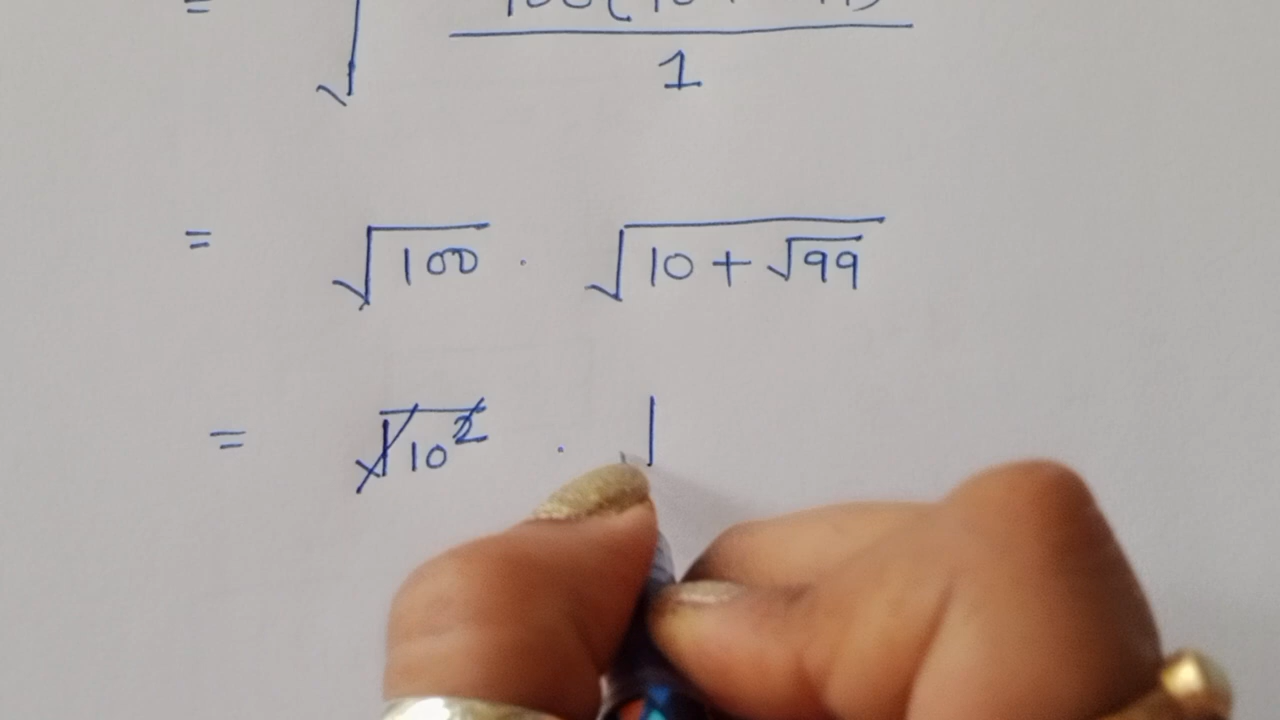 = √
1
= √100 · √10 + √99
= √10² ·